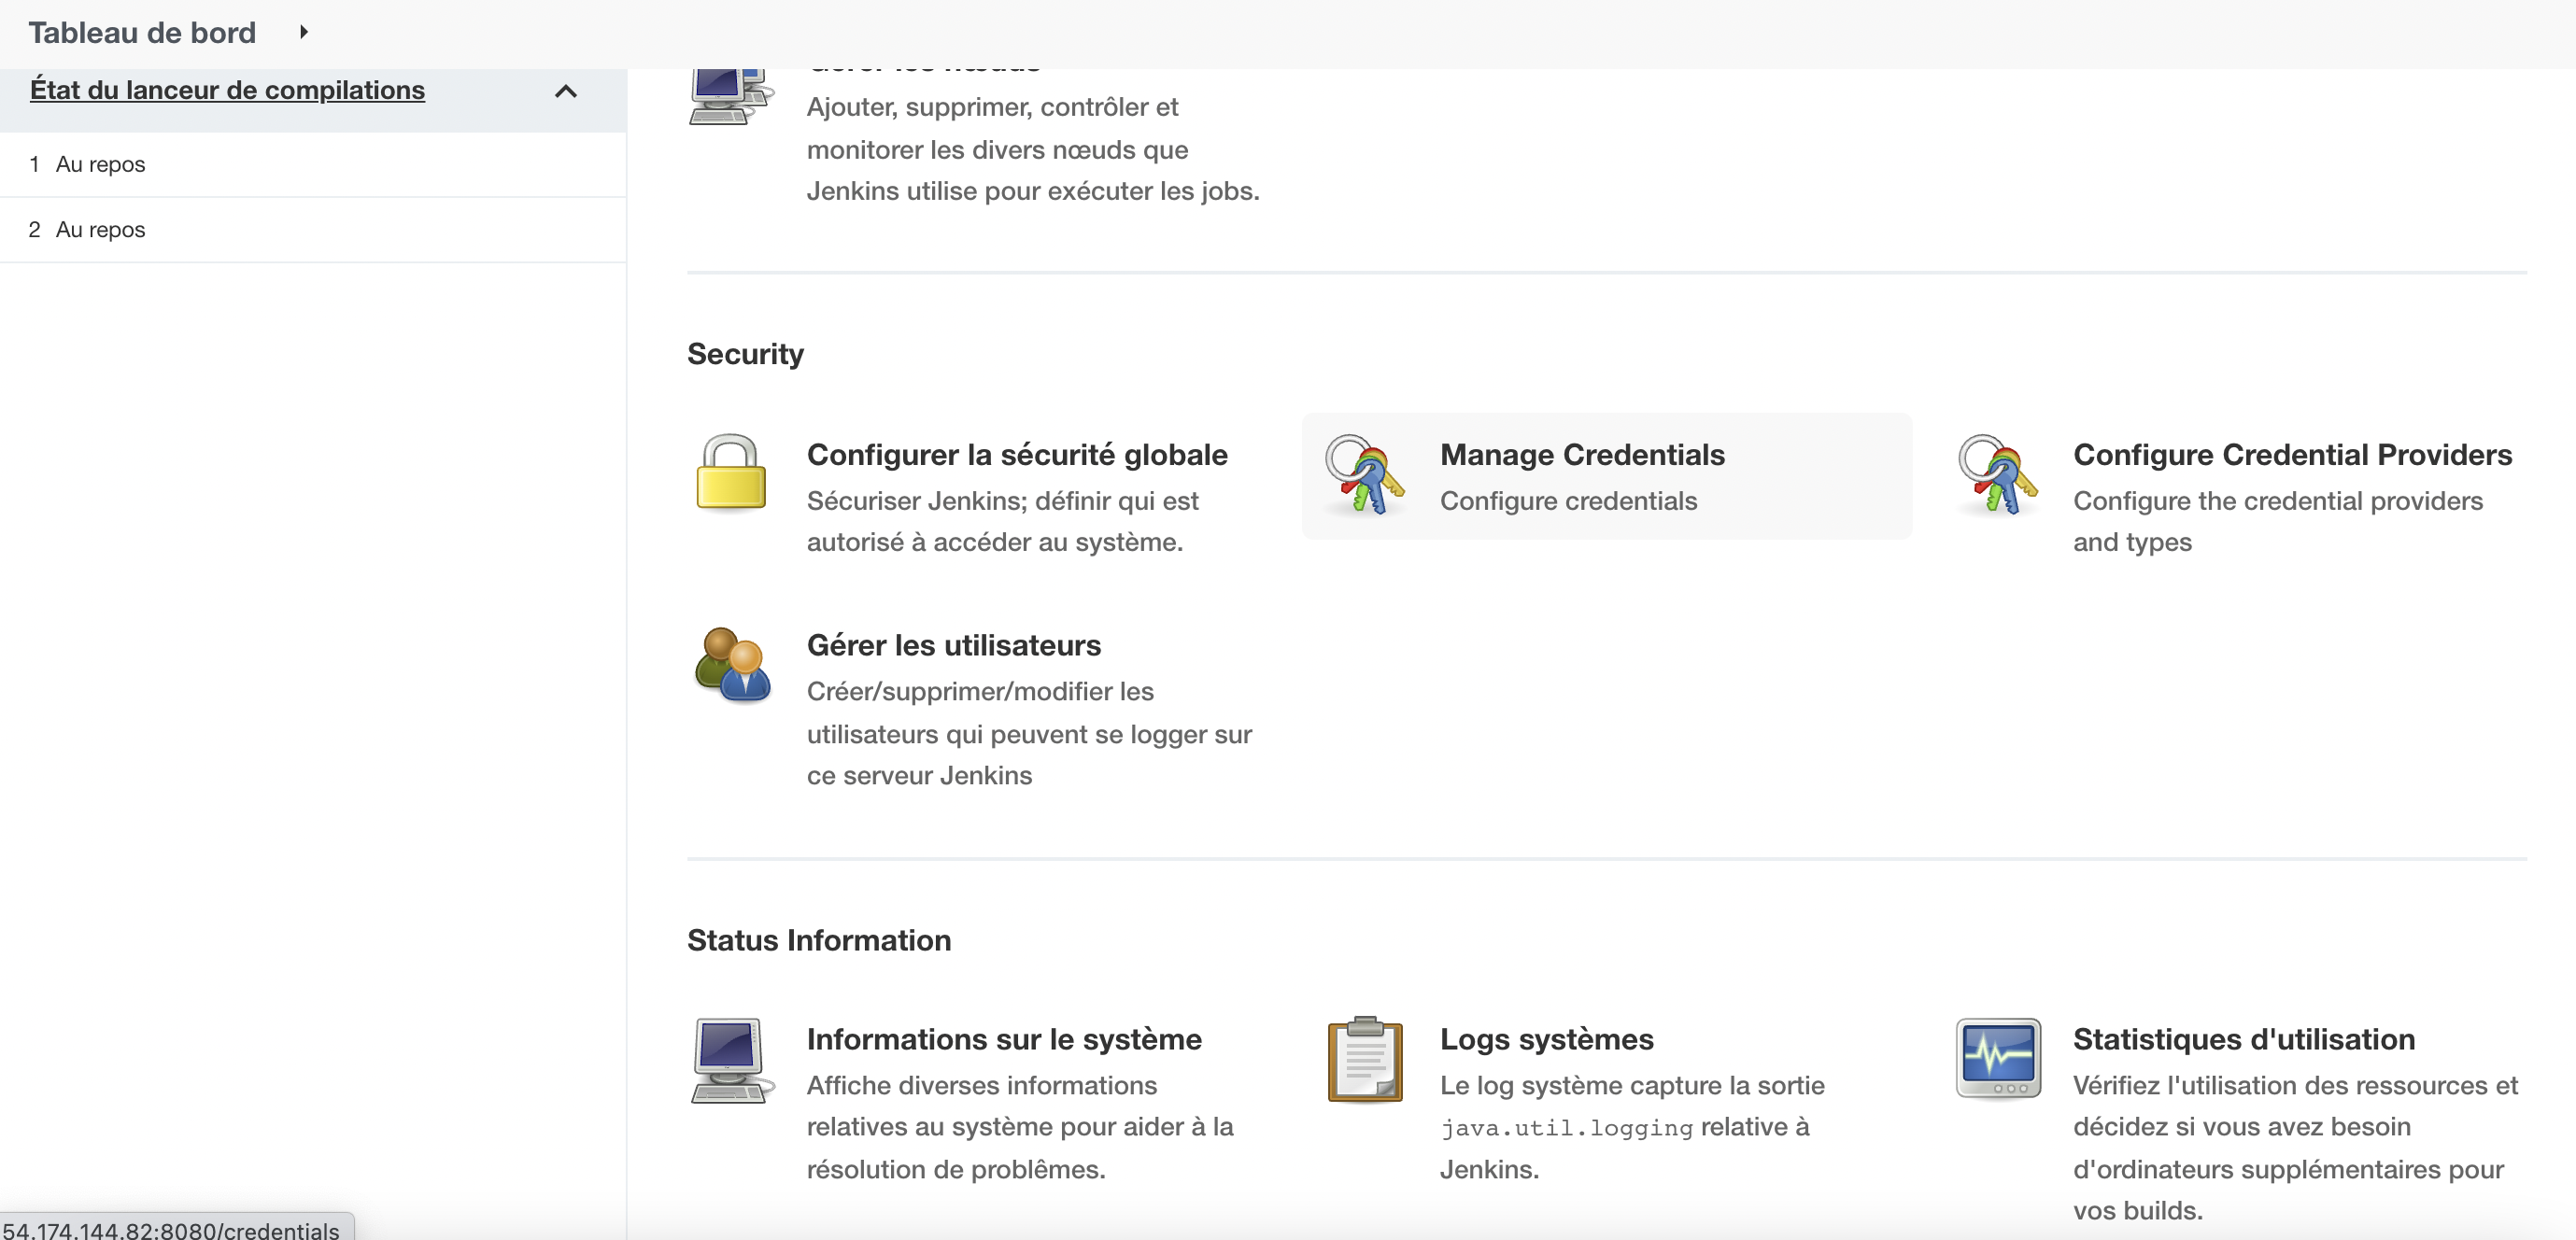 Tableau de bord
État du lanceur de compilations
1 Au repos
2 Au repos
Gérer les nœuds
Ajouter, supprimer, contrôler et
monitorer les divers nœuds que
Jenkins utilise pour exécuter les jobs.
Security
Configurer la sécurité globale
Sécuriser Jenkins; définir qui est
autorisé à accéder au système.
Manage Credentials
Configure credentials
Configure Credential Providers
Configure the credential providers
and types
Gérer les utilisateurs
Créer/supprimer/modifier les
utilisateurs qui peuvent se logger sur
ce serveur Jenkins
Status Information
Informations sur le système
Affiche diverses informations
relatives au système pour aider à la
résolution de problêmes.
Logs systèmes
Le log système capture la sortie
java.util.logging relative à
Jenkins.
Statistiques d'utilisation
Vérifiez l'utilisation des ressources et
décidez si vous avez besoin
d'ordinateurs supplémentaires pour
vos builds.
54.174.144.82:8080/credentials